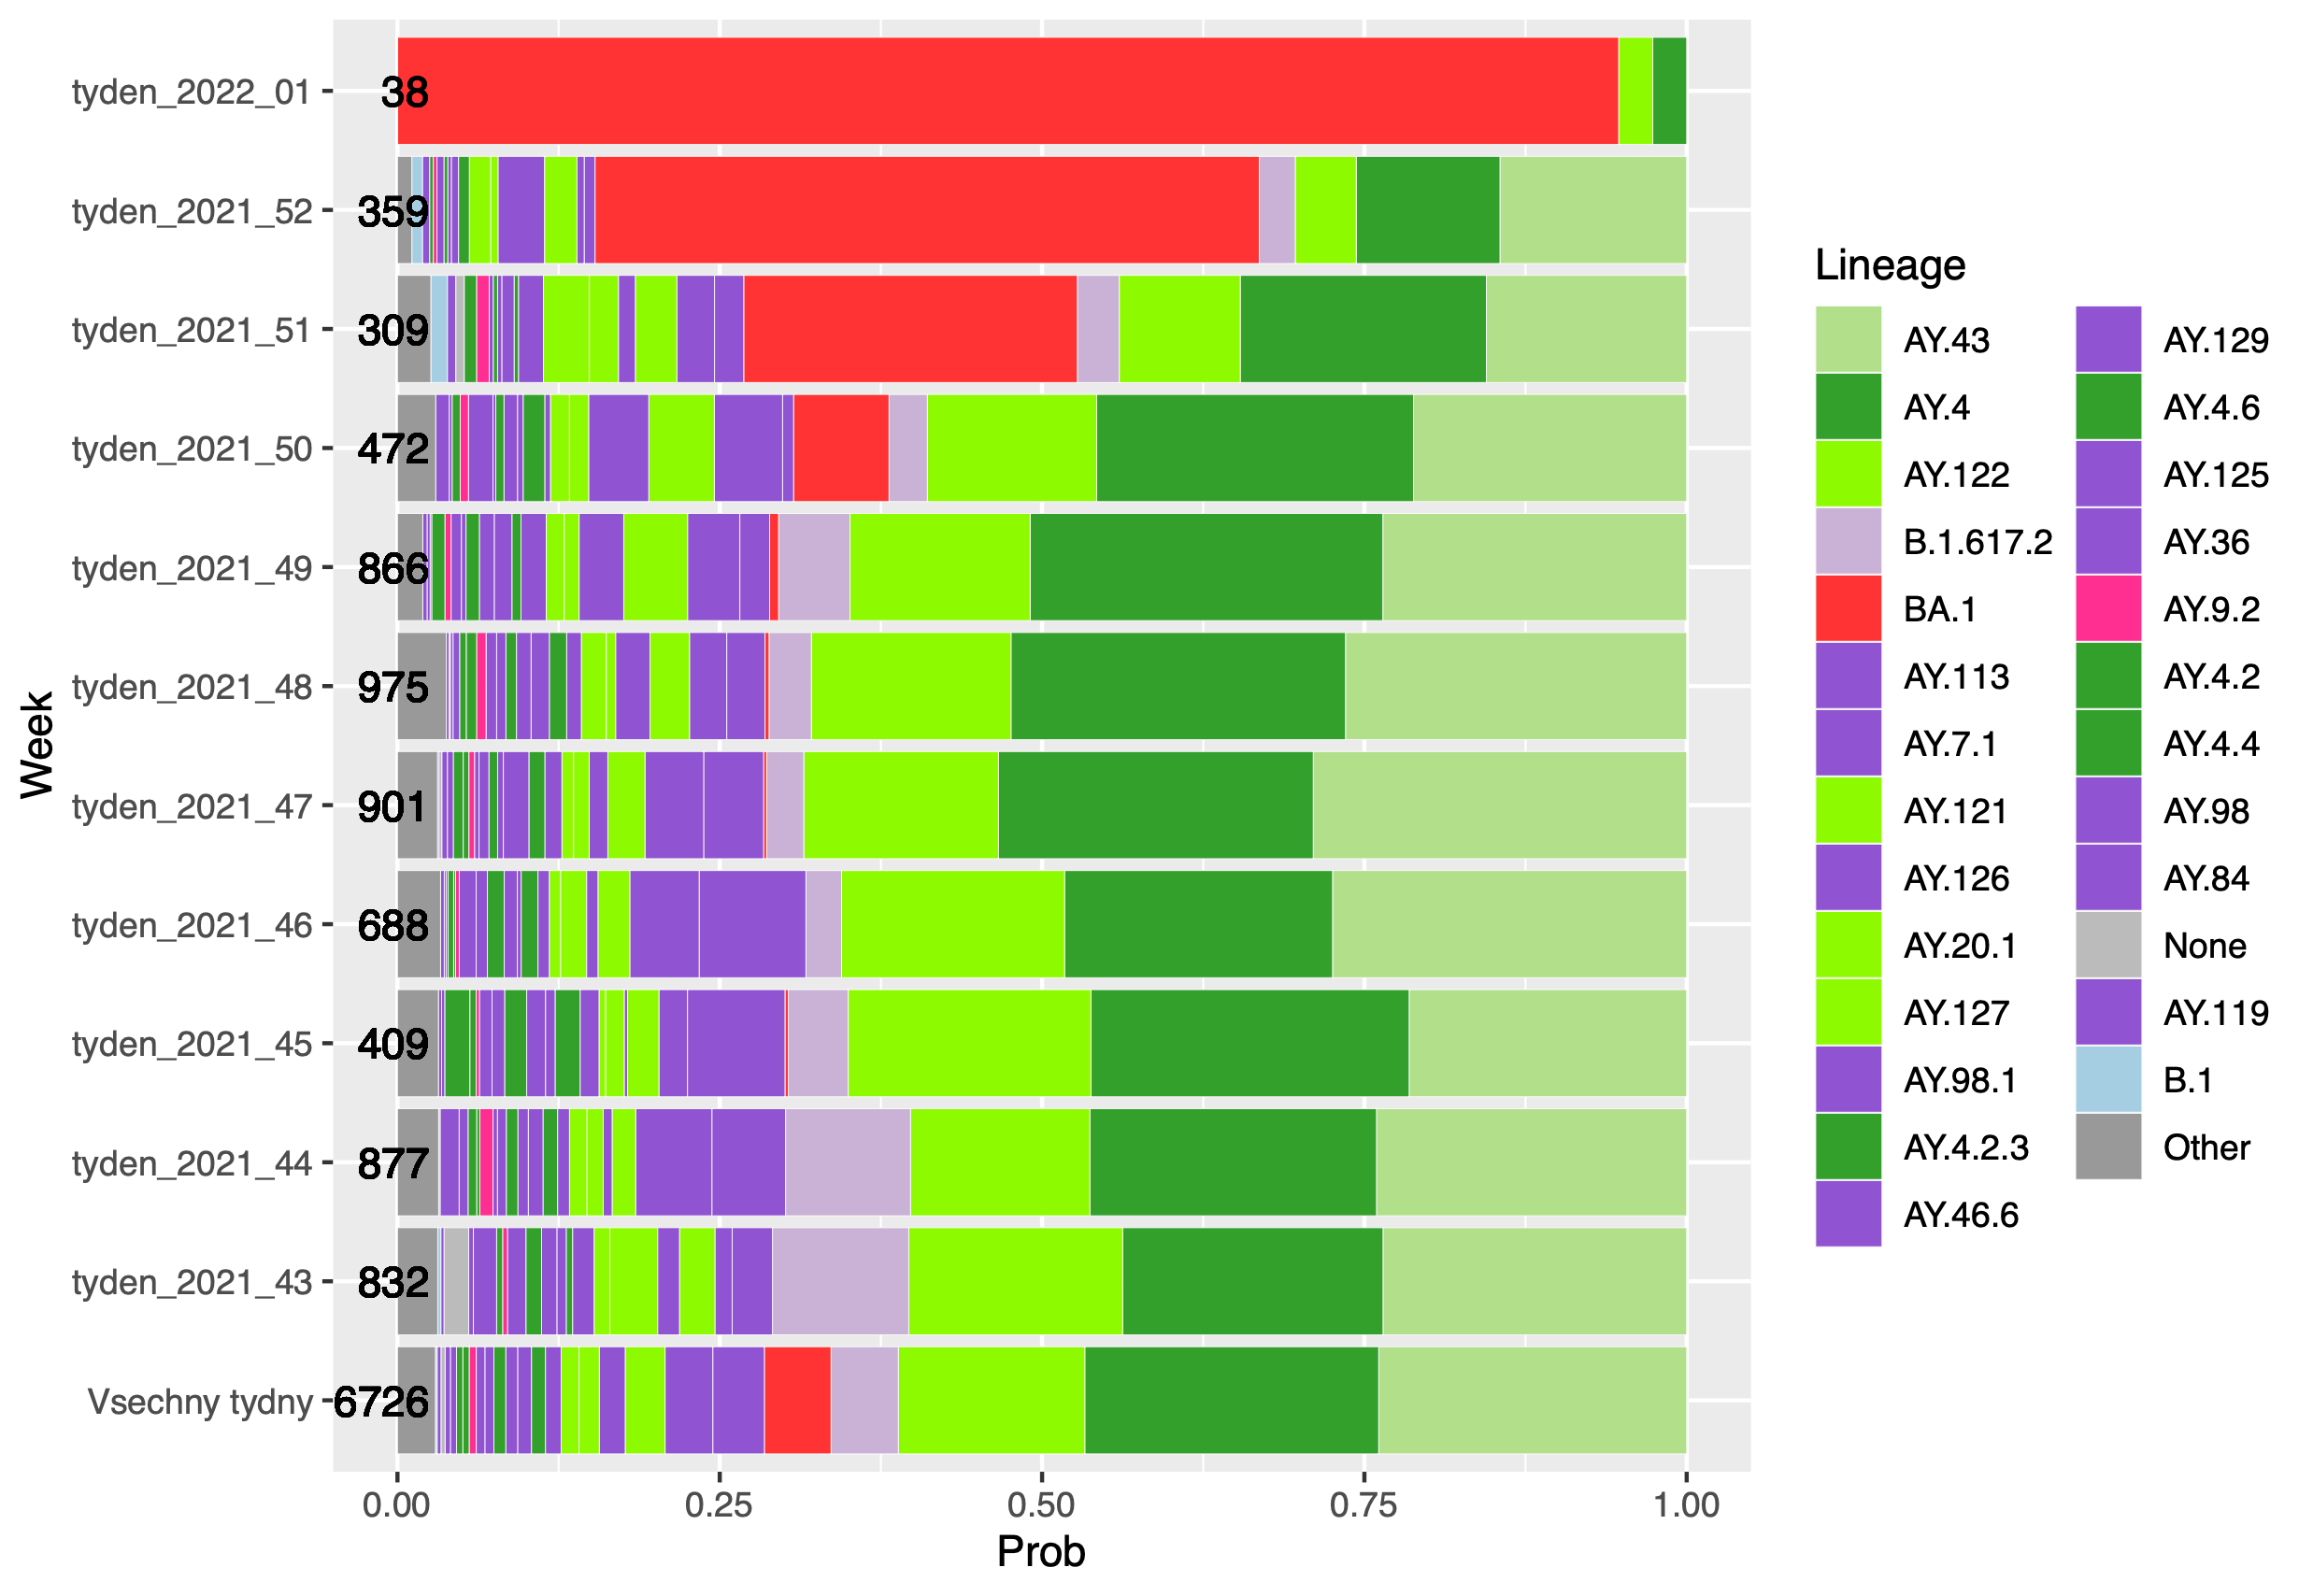 Week
tyden_2022_01
38
tyden_2021_52
359
tyden_2021_51
309
tyden_2021_50
472
tyden_2021_49
866
tyden_2021_48
975
tyden_2021_47
901
tyden_2021_46
688
tyden_2021_45
409
tyden_2021_44
877
tyden_2021_43
832
Vsechny tydny
6726
0.00
0.25
0.50
0.75
1.00
Prob
Lineage
AY.43
AY.4
AY.122
B.1.617.2
BA.1
AY.113
AY.7.1
AY.121
AY.126
AY.20.1
AY.127
AY.98.1
AY.4.2.3
AY.46.6
AY.129
AY.4.6
AY.125
AY.36
AY.9.2
AY.4.2
AY.4.4
AY.98
AY.84
None
AY.119
B.1
Other